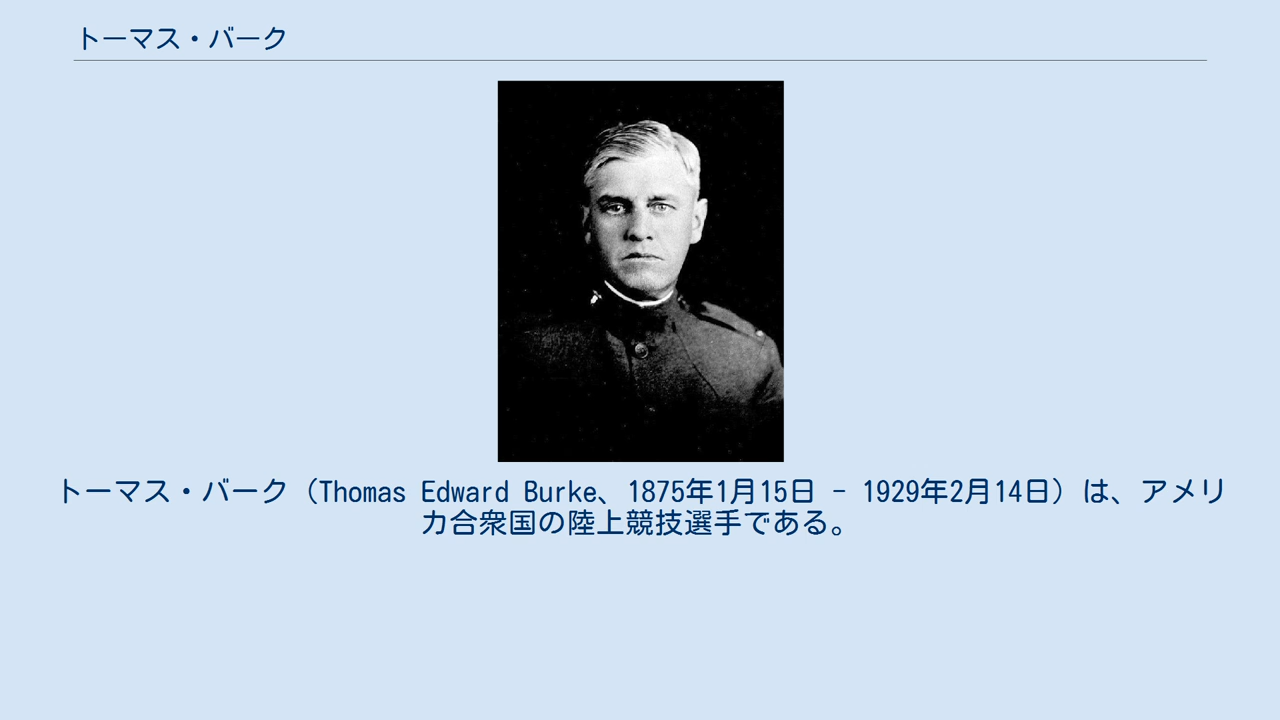 トーマス・バーク
トーマス・バーク（Thomas Edward Burke、1875年1月15日 - 1929年2月14日）は、アメリ
カ合衆国の陸上競技選手である。